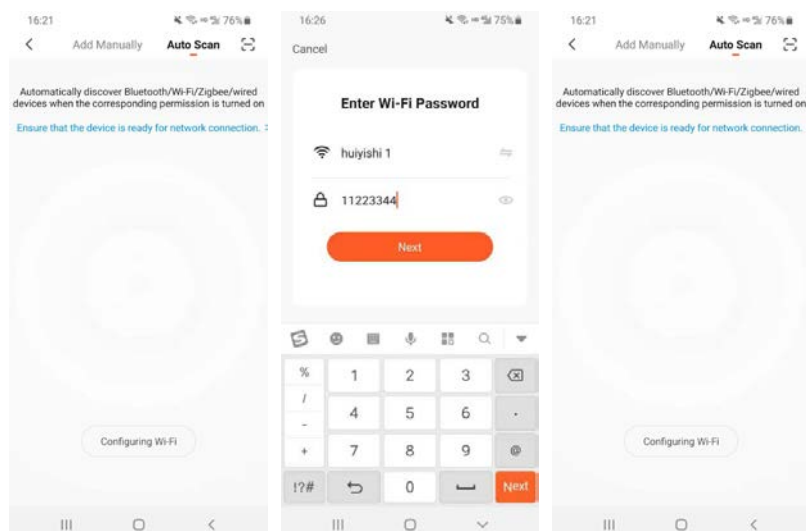 16:21
76%
Add Manually
Auto Scan
Automatically discover Bluetooth/Wi-Fi/Zigbee/wired
devices when the corresponding permission is turned on
Ensure that the device is ready for network connection.
Configuring Wi-Fi
16:26
75%
Cancel
Enter Wi-Fi Password
huiyishi 1
11223344
Next
% 1 2 3
/ 4 5 6 .
-
+ 7 8 9 @
!?# 0 Next
16:21
76%
Add Manually
Auto Scan
Automatically discover Bluetooth/Wi-Fi/Zigbee/wired
devices when the corresponding permission is turned on
Ensure that the device is ready for network connection.
Configuring Wi-Fi